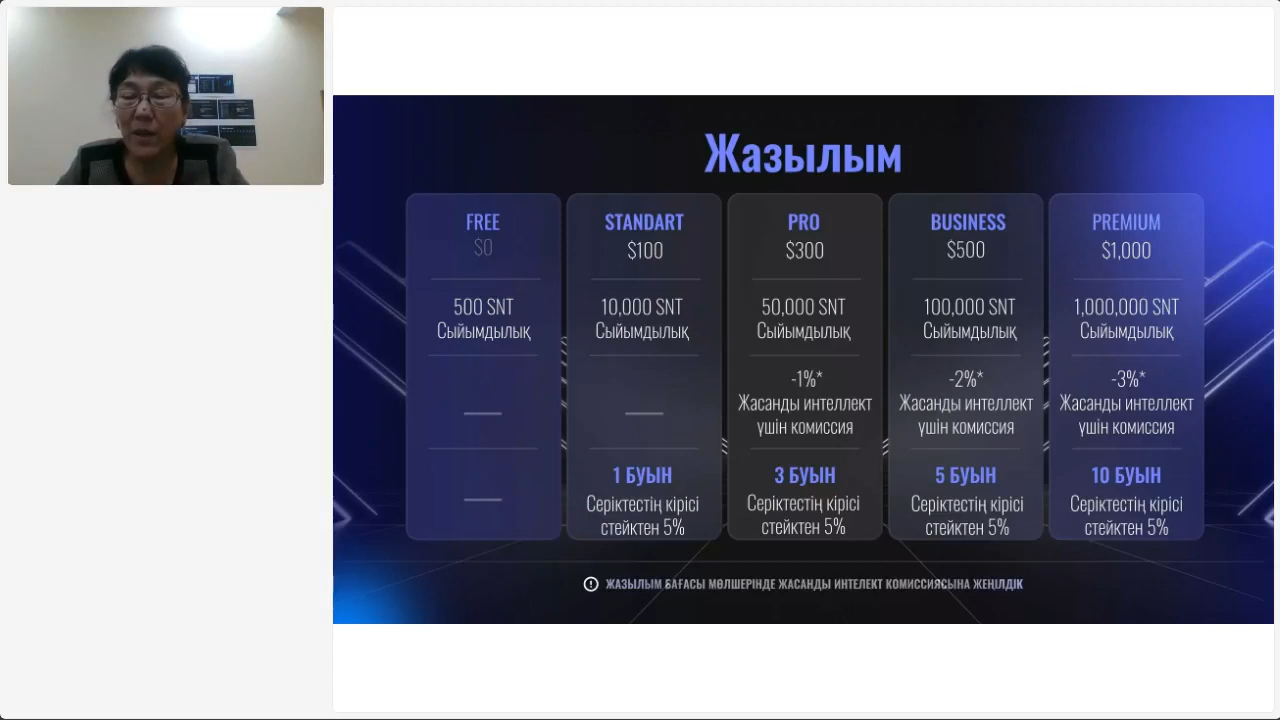 Жазылым
FREE
$0
500 SNT
Сыйымдылық
STANDART
$100
10,000 SNT
Сыйымдылық
1 БУЫН
Серіктестің кірісі
стейктен 5%
PRO
$300
50,000 SNT
Сыйымдылық
-1%*
Жасанды интеллект
үшін комиссия
3 БУЫН
Серіктестің кірісі
стейктен 5%
BUSINESS
$500
100,000 SNT
Сыйымдылық
-2%*
Жасанды интеллект
үшін комиссия
5 БУЫН
Серіктестің кірісі
стейктен 5%
PREMIUM
$1,000
1,000,000 SNT
Сыйымдылық
-3%*
Жасанды интеллект
үшін комиссия
10 БУЫН
Серіктестің кірісі
стейктен 5%
ЖАЗЫЛЫМ БАҒАСЫ МӨЛШЕРІНДЕ ЖАСАНДЫ ИНТЕЛЕКТ КОМИССИЯСЫНА ЖЕҢІЛДІК